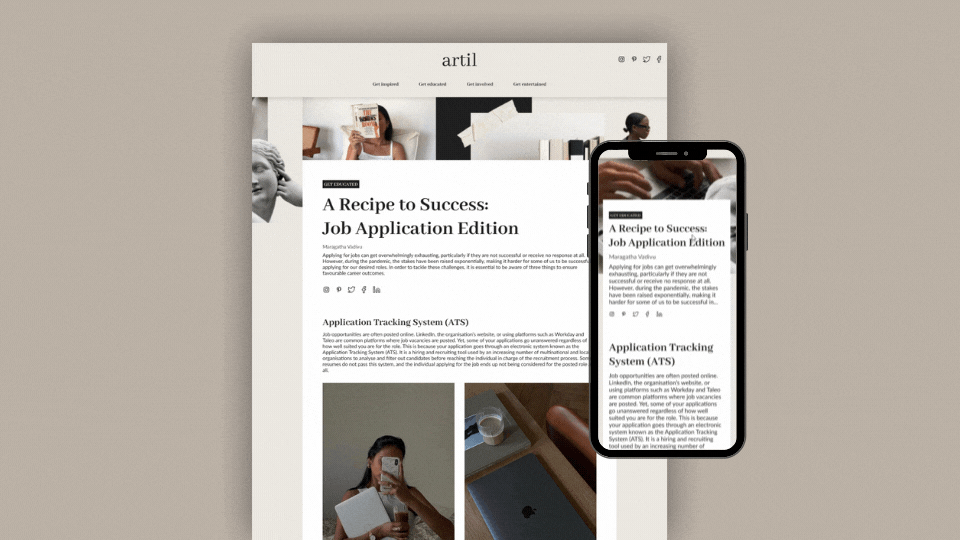 artil
Get inspired Get educated Get involved Get entertained
GET EDUCATED
A Recipe to Success:
Job Application Edition
Maragatha Vadivu
Applying for jobs can get overwhelmingly exhausting, particularly if they are not successful or receive no response at all.
However, during the pandemic, the stakes have been raised exponentially, making it harder for some of us to be successful
applying for our desired roles. In order to tackle these challenges, it is essential to be aware of three things to ensure
favourable career outcomes.
Application Tracking System (ATS)
Job opportunities are often posted online. LinkedIn, the organisation's website, or using platforms such as Workday and
Taleo are common platforms where job vacancies are posted. Yet, some of your applications go unanswered regardless of
how well suited you are for the role. This is because your application goes through an electronic system known as the
Application Tracking System (ATS). It is a hiring and recruiting tool used by an increasing number of multinational and
organisations to analyse and filter out candidates before reaching the individual in charge of the recruitment process.
resumes do not pass this system, and the individual applying for the job ends up not being considered for the posted role
all.
GET EDUCATED
A Recipe to Success:
Job Application Edition
Maragatha Vadivu
Applying for jobs can get overwhelmingly
exhausting, particularly if they are not
successful or receive no response at all.
However, during the pandemic, the stakes
have been raised exponentially, making it
harder for some of us to be successful in...
Application Tracking
System (ATS)
Job opportunities are often posted online.
LinkedIn, the organisation's website, or
using platforms such as Workday and Taleo
are common platforms where job vacancies
are posted. Yet, some of your applications
go unanswered regardless of how well
suited you are for the role. This is because
your application goes through an electronic
system known as the Application Tracking
System (ATS). It is a hiring and recruiting
tool used by an increasing number of